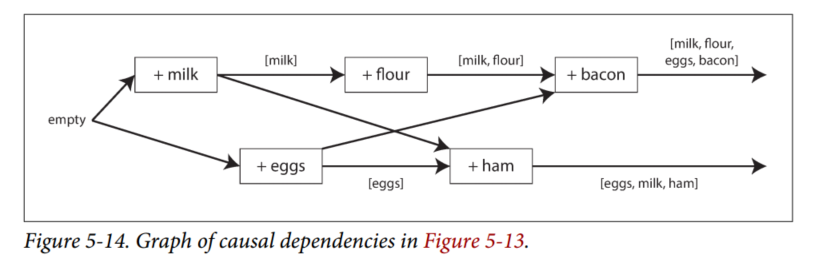 [milk, flour,
eggs, bacon]
[milk]
[milk, flour]
+ milk
+ flour
+ bacon
empty
+ eggs
+ ham
[eggs]
[eggs, milk, ham]
Figure 5-14. Graph of causal dependencies in Figure 5-13.